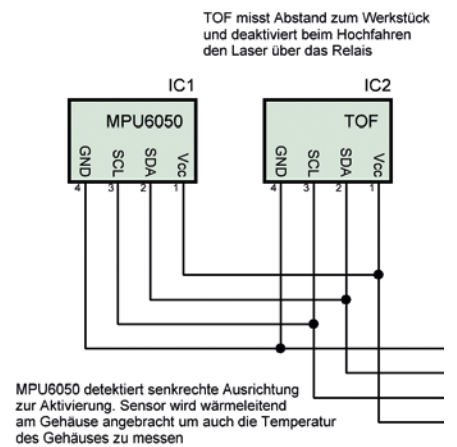 TOF misst Abstand zum Werkstück
und deaktiviert beim Hochfahren
den Laser über das Relais
IC1
IC2
MPU6050
TOF
GND
SCL
SDA
Vcc
GND
SCL
SDA
Vcc
4
3
2
1
4
3
2
1
MPU6050 detektiert senkrechte Ausrichtung
zur Aktivierung. Sensor wird wärmeleitend
am Gehäuse angebracht um auch die Temperatur
des Gehäuses zu messen